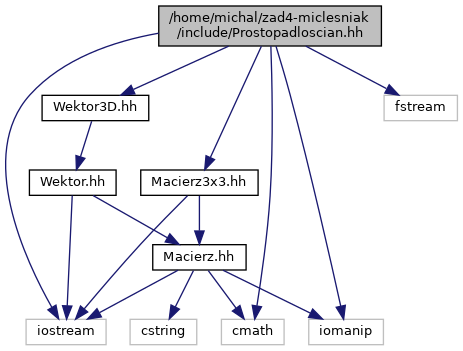 /home/michal/zad4-miclesniak
/include/Prostopadloscian.hh
Wektor3D.hh
fstream
Wektor.hh
Macierz3x3.hh
Macierz.hh
iostream
cstring
cmath
iomanip